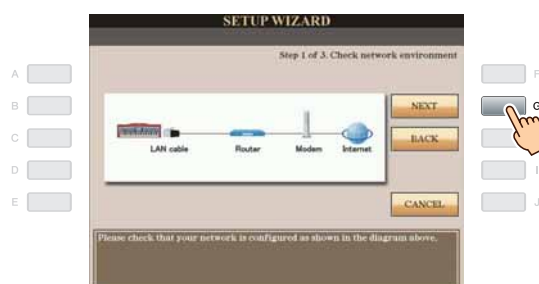 SETUP WIZARD
Step 1 of 3. Check network environment
A
F
B
NEXT
G
LAN cable
Router
Modem
Internet
C
BACK
D
I
E
CANCEL
J
Please check that your network is configured as shown in the diagram above.